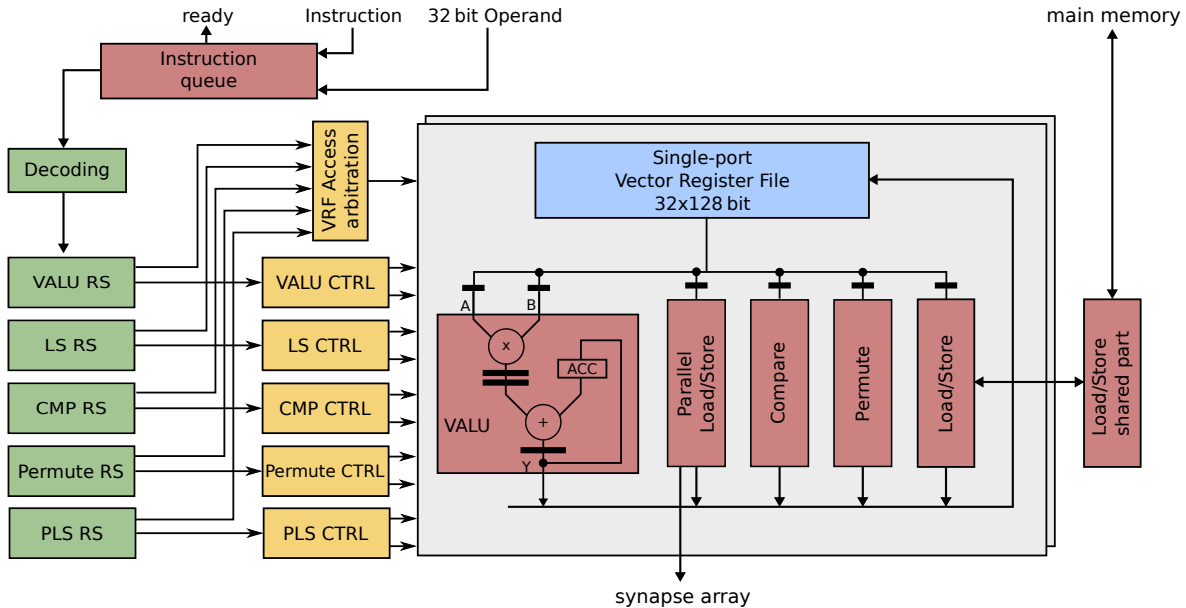 ready
Instruction
32 bit Operand
main memory
Instruction
queue
Decoding
VRF Access
arbitration
Single-port
Vector Register File
32x128 bit
VALU RS
VALU CTRL
LS RS
LS CTRL
CMP RS
CMP CTRL
Permute RS
Permute CTRL
PLS RS
PLS CTRL
A
B
x
ACC
+
VALU
Y
Parallel
Load/Store
Compare
Permute
Load/Store
Load/Store
shared part
synapse array